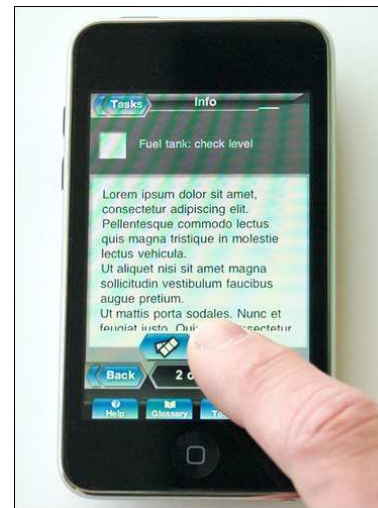 Tasks
Info
Fuel tank: check level
Lorem ipsum dolor sit amet,
consectetur adipiscing elit.
Pellentesque commodo lectus
quis magna tristique in molestie
lectus vehicula.
Ut aliquet nisi sit amet magna
sollicitudin vestibulum faucibus
augue pretium.
Ut mattis porta sodales. Nunc et
feugiat justo.
Back
2
Help
Glossary